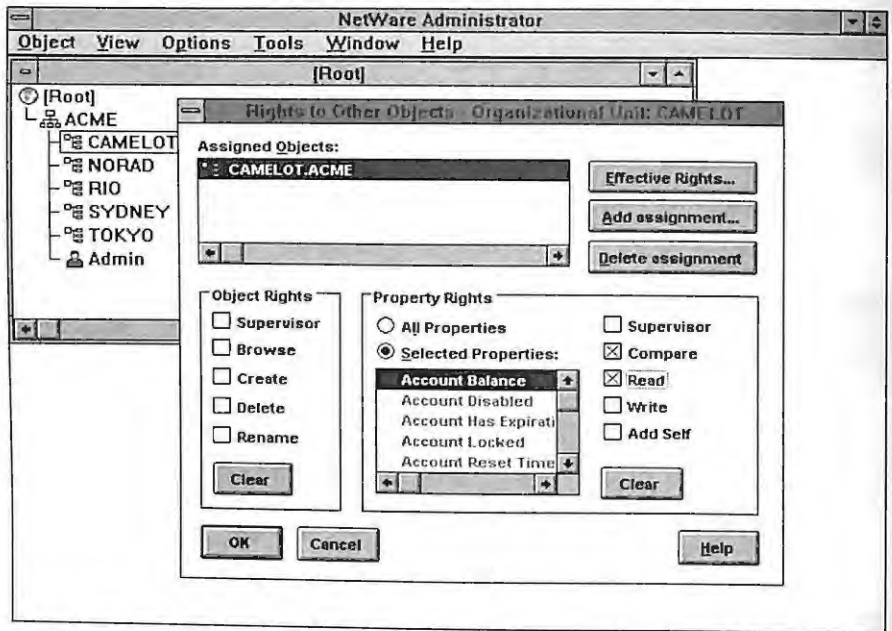 NetWare Administrator
Object View Options Tools Window Help
[Root]
[Root]
ACME
CAMELOT
NORAD
RIO
SYDNEY
TOKYO
Admin
Rights to Other Objects - Organizational Unit: CAMELOT
Assigned Objects:
CAMELOT.ACME
Effective Rights...
Add assignment...
Delete assignment
Object Rights
Supervisor
Browse
Create
Delete
Rename
Clear
Property Rights
All Properties
Selected Properties:
Account Balance
Account Disabled
Account Has Expirati
Account Locked
Account Reset Time
Supervisor
Compare
Read
Write
Add Self
Clear
OK
Cancel
Help